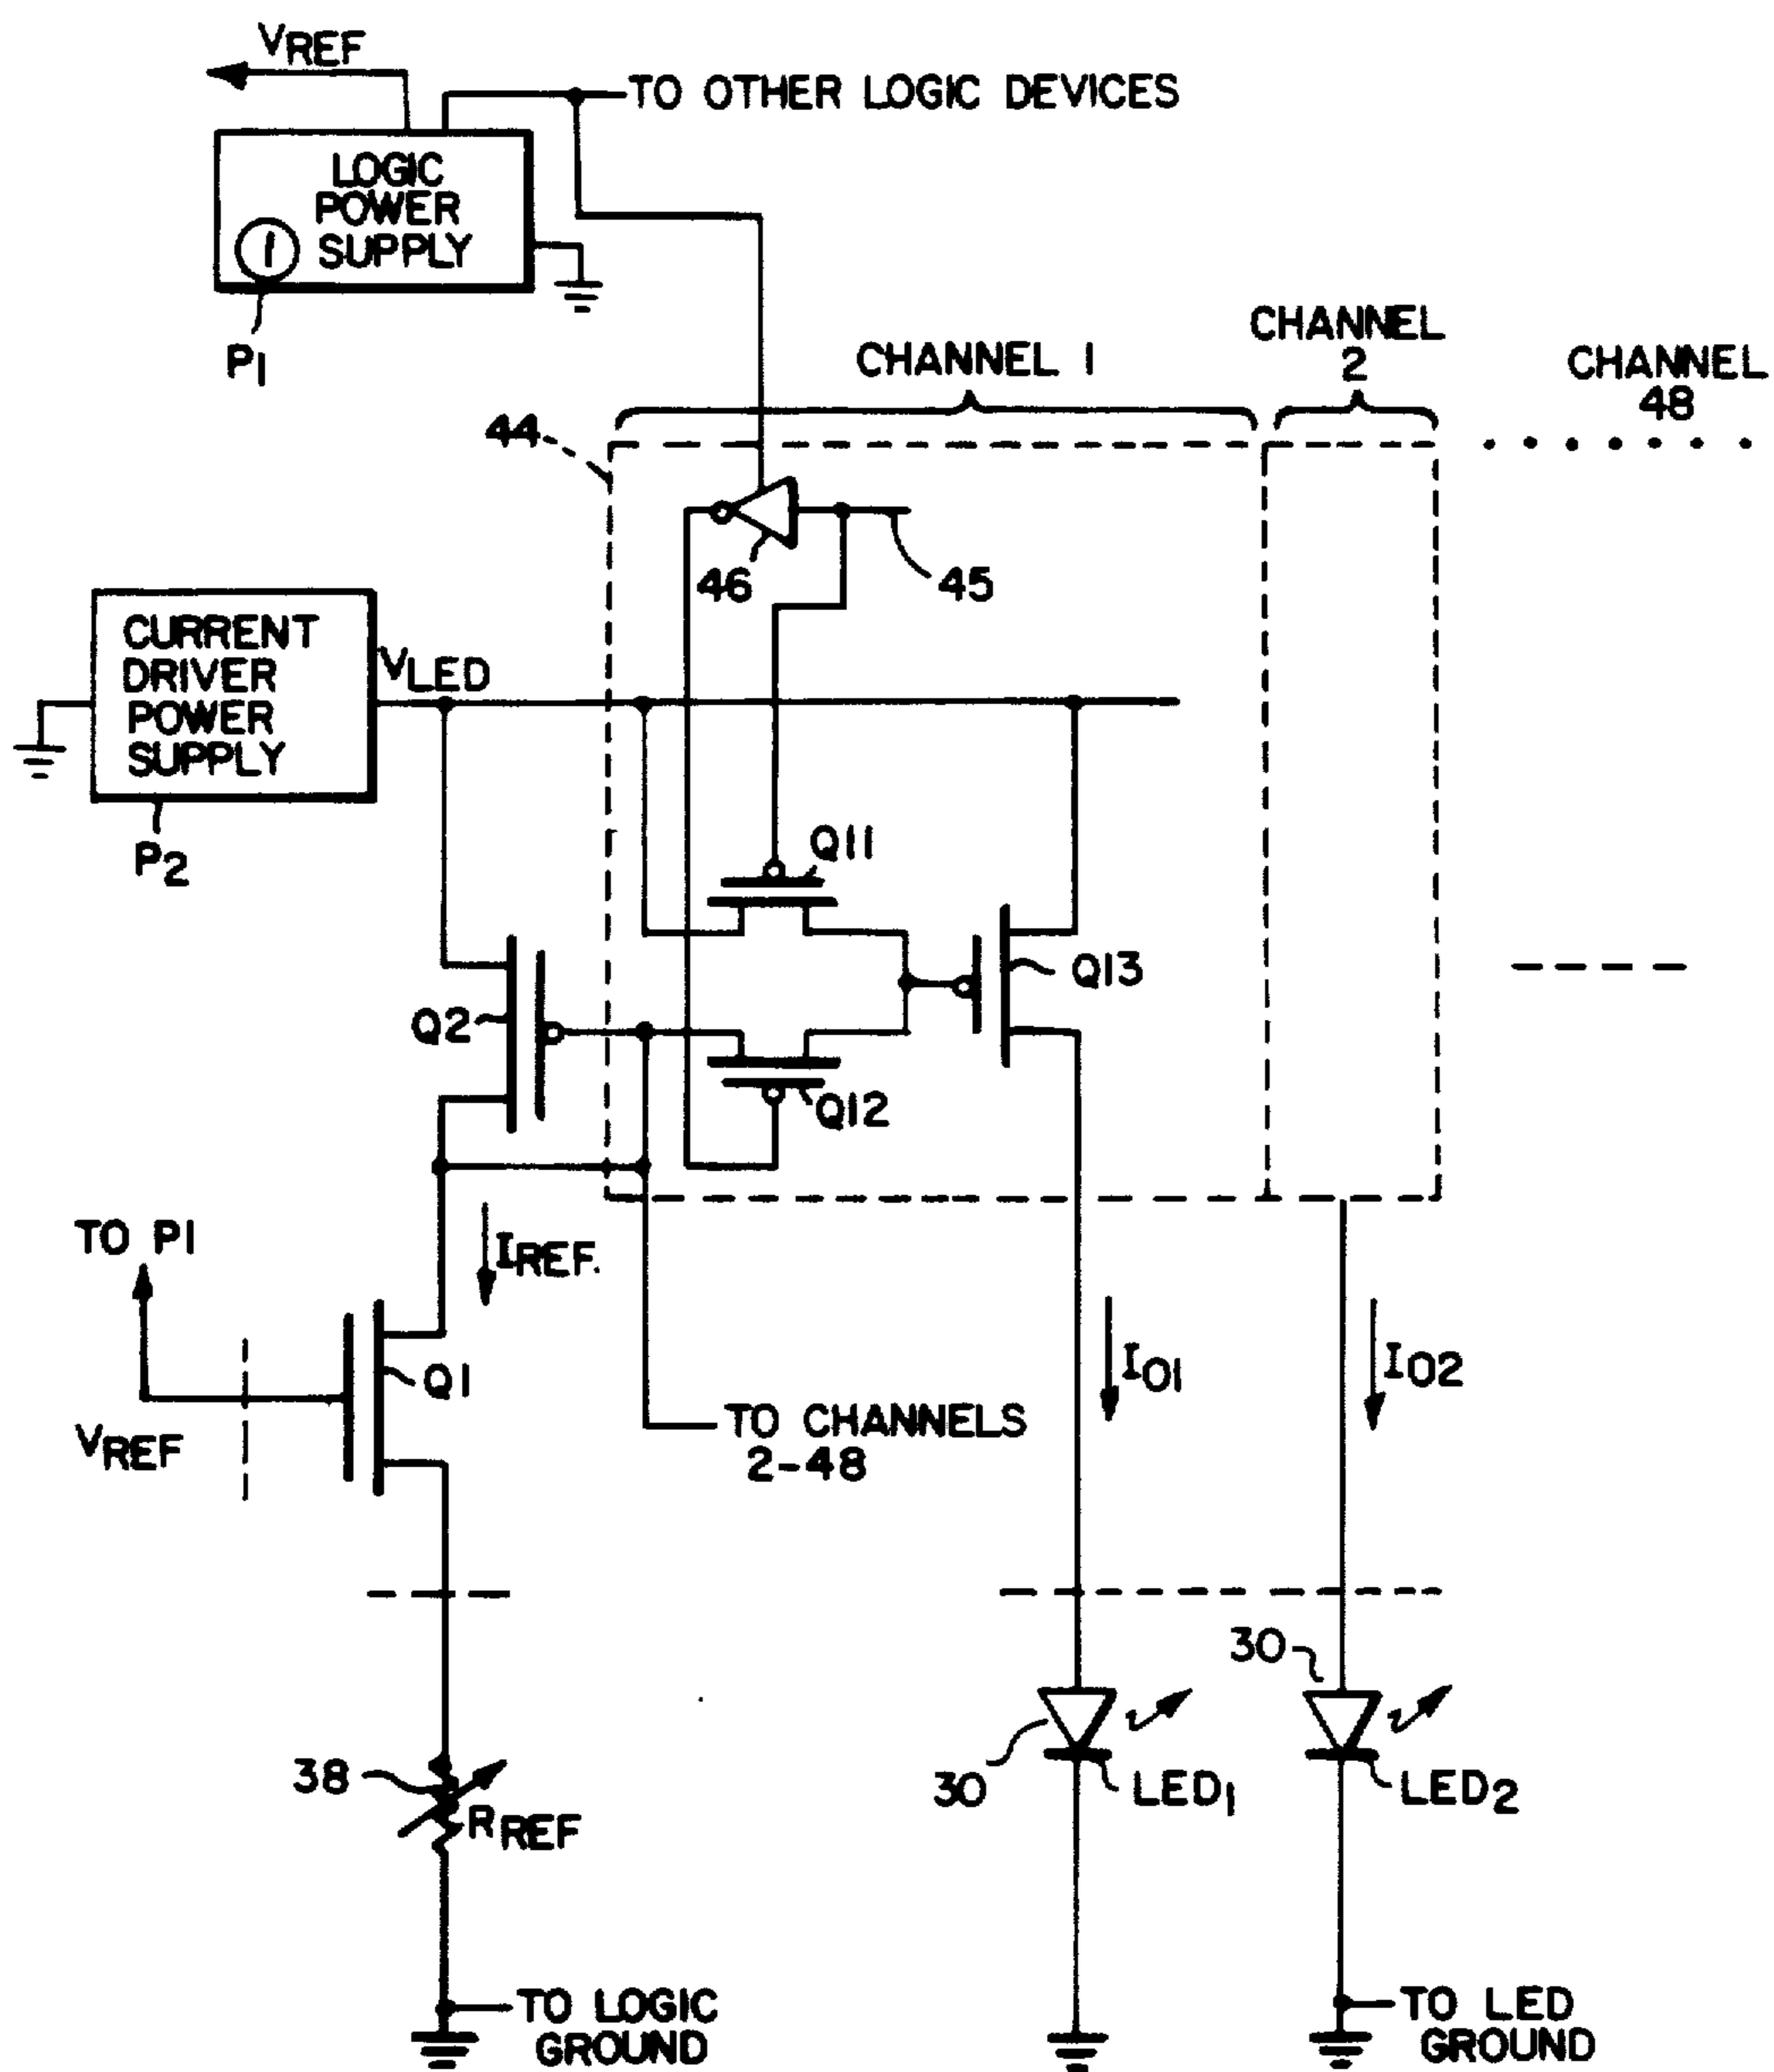 VREF
TO OTHER LOGIC DEVICES
LOGIC
POWER
SUPPLY
1
P1
CHANNEL 1
CHANNEL
2
CHANNEL
48
44
46
45
CURRENT
DRIVER
POWER
SUPPLY
VLED
P2
Q11
Q13
Q2
Q12
TO P1
IREF.
Q1
VREF
IO1
IO2
TO CHANNELS
2-48
30
38
RREF
30
LED1
LED2
TO LOGIC
GROUND
TO LED
GROUND